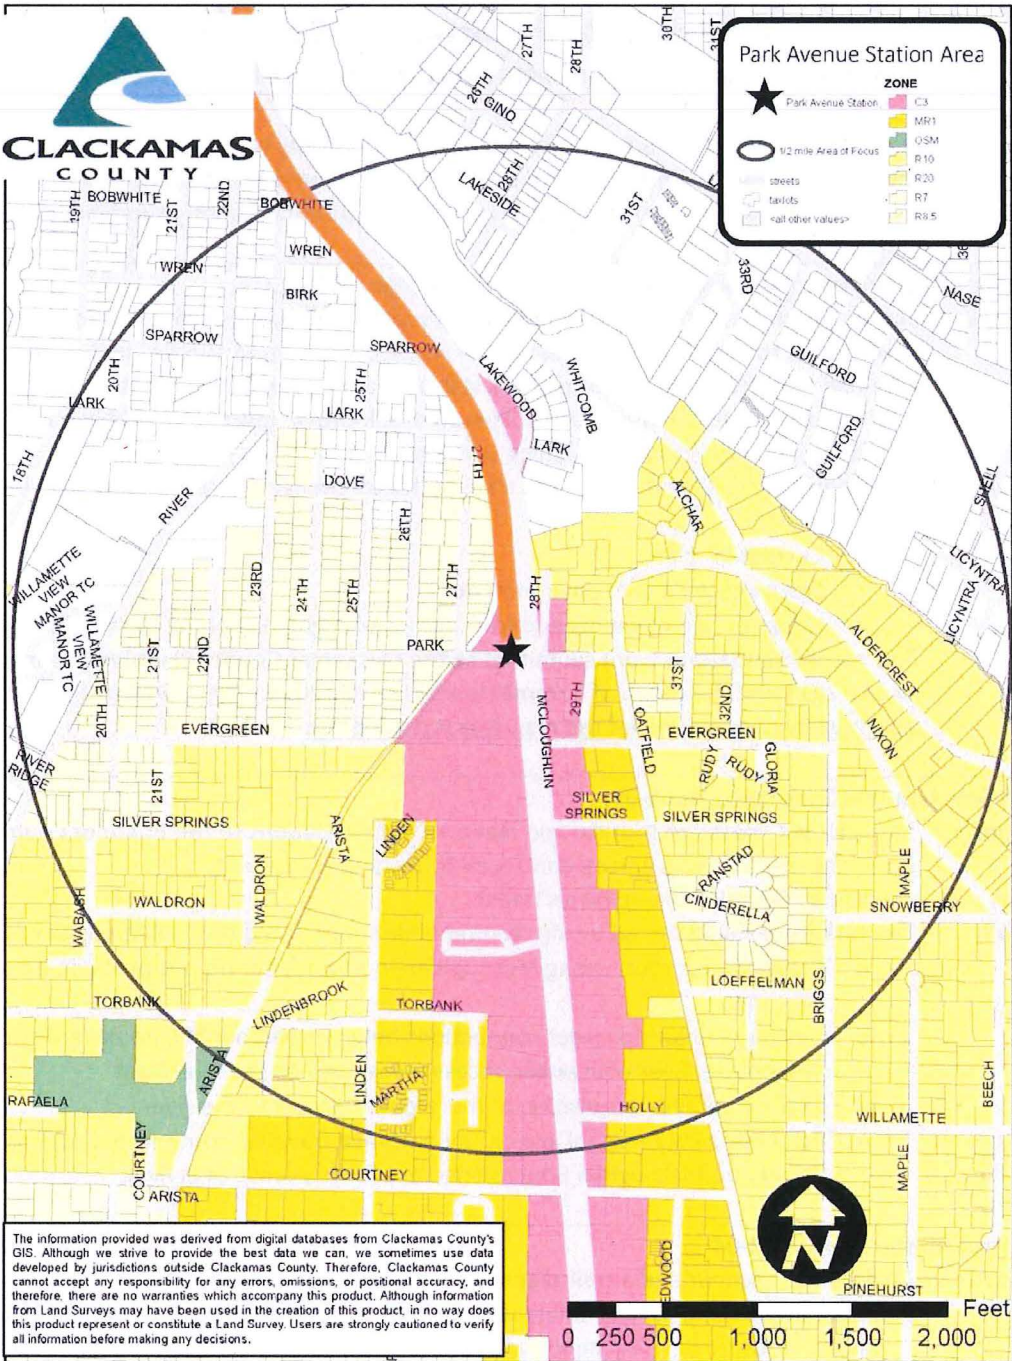 CLACKAMAS
COUNTY
Park Avenue Station Area
ZONE
Park Avenue Station
1/2 mile Area of Focus
streets
taxlots
<all other values>
C3
MR1
OSM
R10
R20
R7
R8.5
30TH
31ST
27TH
28TH
26TH
GINO
28TH
LAKESIDE
31ST
33RD
NASE
19TH
BOBWHITE
21ST
22ND
BOBWHITE
WREN
WREN
BIRK
SPARROW
SPARROW
20TH
25TH
LARK
LARK
LAKEWOOD
WHITCOMB
LARK
GUILFORD
GUILFORD
18TH
RIVER
DOVE
26TH
27TH
ALCHAR
SHELL
LICYNTRA
LICYNTRA
WILLAMETTE
VIEW
MANOR TC
WILLAMETTE
VIEW
MANOR TC
23RD
24TH
25TH
27TH
28TH
21ST
22ND
PARK
31ST
32ND
ALDERCREST
NIXON
20TH
EVERGREEN
MCLOUGHLIN
29TH
OATFIELD
EVERGREEN
RUDY
RUDY
GLORIA
RIVER
RIDGE
21ST
SILVER SPRINGS
ARISTA
LINDEN
SILVER
SPRINGS
SILVER SPRINGS
WABASH
WALDRON
WALDRON
RANSTAD
CINDERELLA
MAPLE
SNOWBERRY
TORBANK
LINDENBROOK
TORBANK
LOEFFELMAN
BRIGGS
RAFAELA
ARISTA
LINDEN
MARTHA
HOLLY
WILLAMETTE
BEECH
COURTNEY
ARISTA
COURTNEY
MAPLE
EDWOOD
PINEHURST
N
The information provided was derived from digital databases from Clackamas County's
GIS. Although we strive to provide the best data we can, we sometimes use data
developed by jurisdictions outside Clackamas County. Therefore, Clackamas County
cannot accept any responsibility for any errors, omissions, or positional accuracy, and
therefore, there are no warranties which accompany this product. Although information
from Land Surveys may have been used in the creation of this product, in no way does
this product represent or constitute a Land Survey. Users are strongly cautioned to verify
all information before making any decisions.
Feet
0 250 500 1,000 1,500 2,000